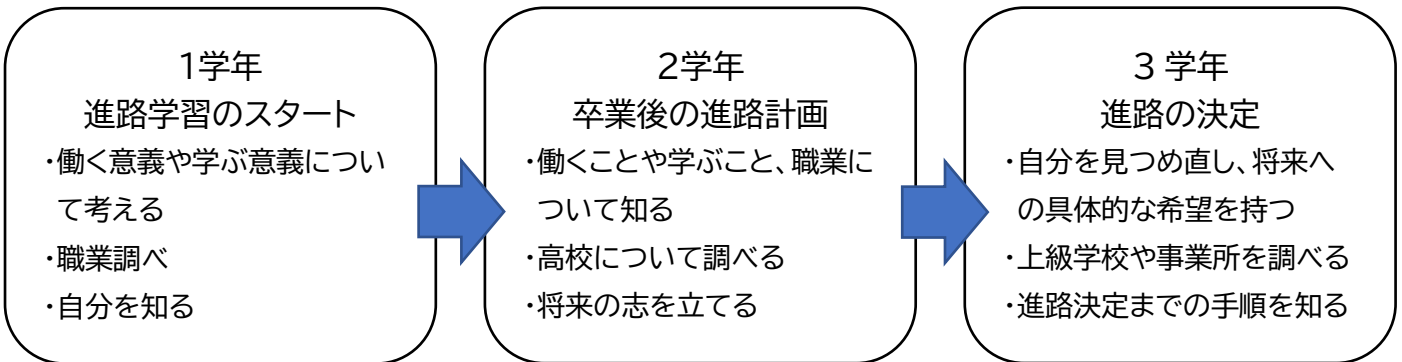 1学年
進路学習のスタート
・働く意義や学ぶ意義につい
て考える
・職業調べ
・自分を知る
2学年
卒業後の進路計画
・働くことや学ぶこと、職業に
ついて知る
・高校について調べる
・将来の志を立てる
3 学年
進路の決定
・自分を見つめ直し、将来へ
の具体的な希望を持つ
・上級学校や事業所を調べる
・進路決定までの手順を知る